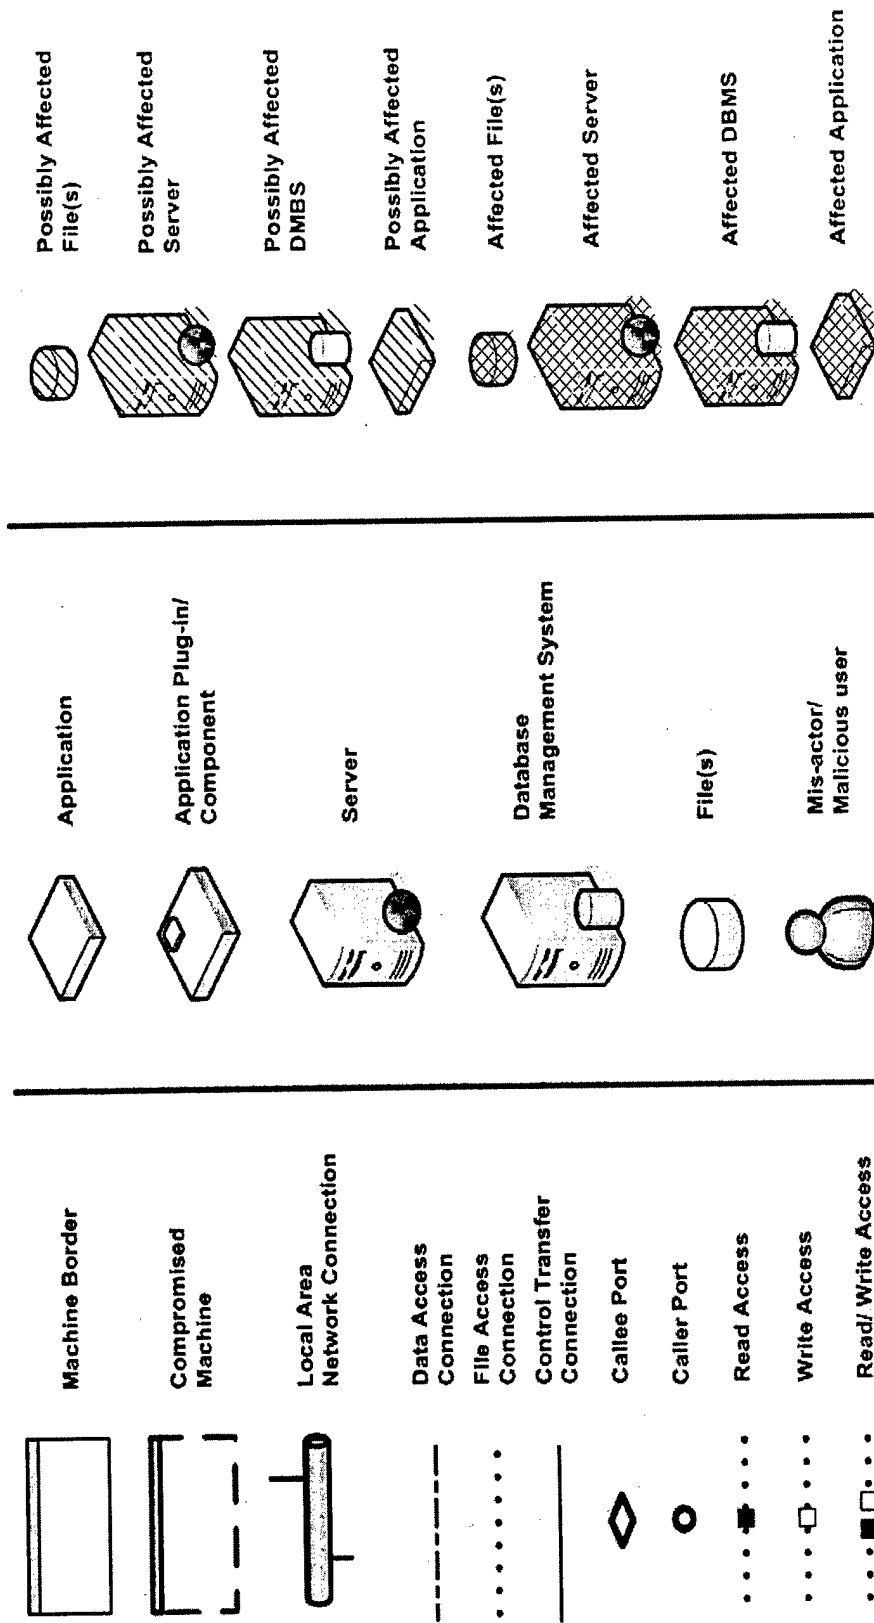 Machine Border
Compromised
Machine
Local Area
Network Connection
Data Access
Connection
File Access
Connection
Control Transfer
Connection
Callee Port
Caller Port
Read Access
Write Access
Read/ Write Access
Application
Application Plug-in/
Component
Server
Database
Management System
File(s)
Mis-actor/
Malicious user
Possibly Affected
File(s)
Possibly Affected
Server
Possibly Affected
DMBS
Possibly Affected
Application
Affected File(s)
Affected Server
Affected DBMS
Affected Application